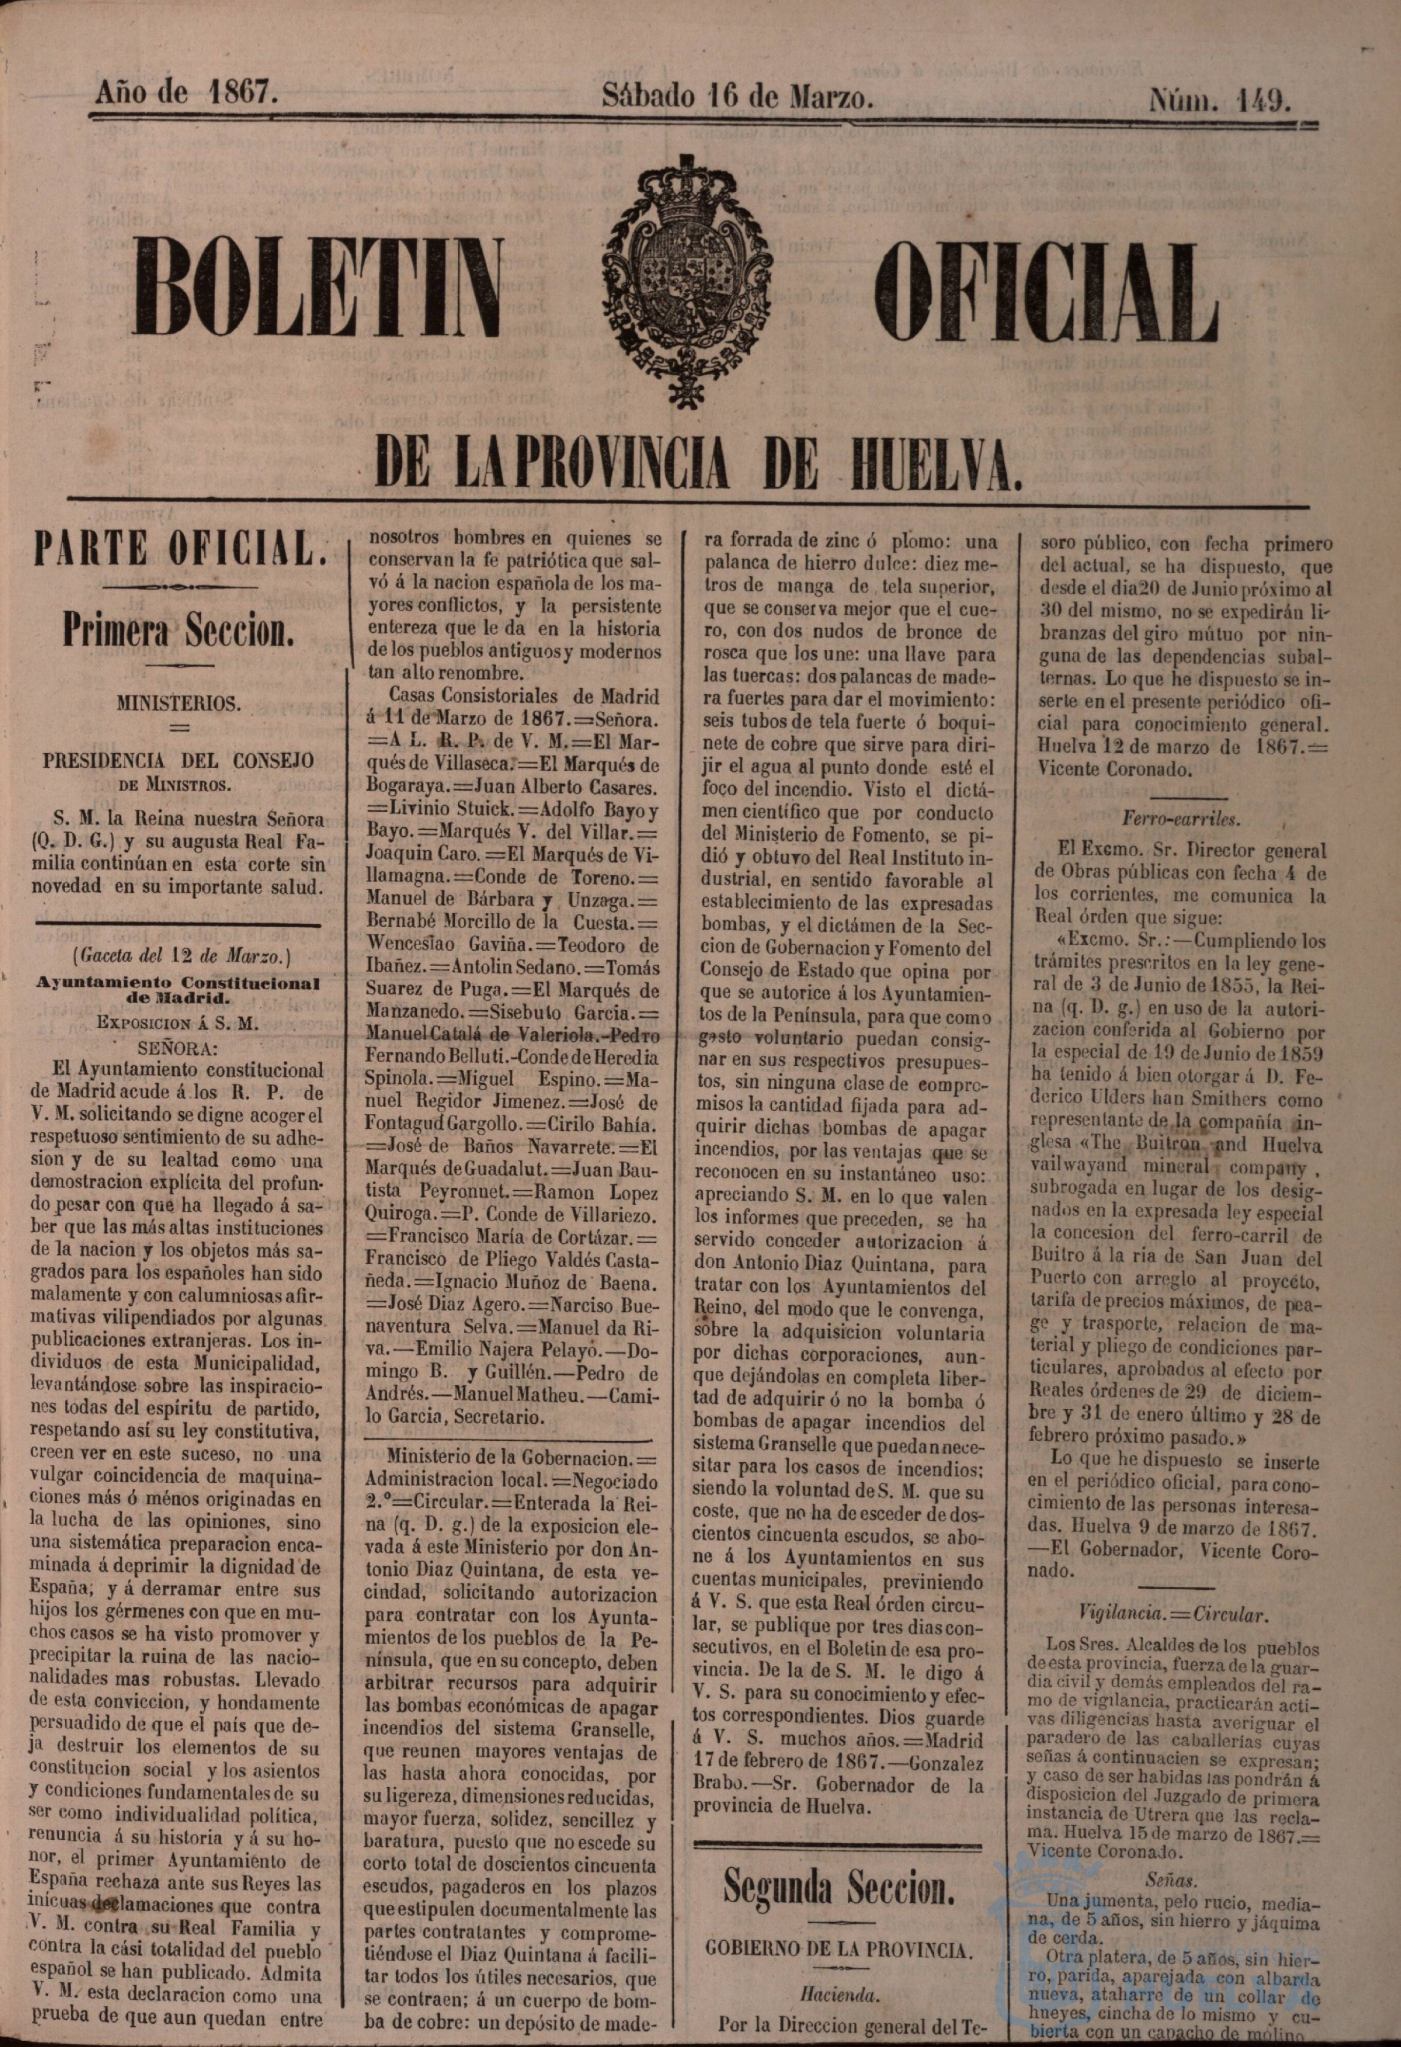 Año de 1867.
Sábado 16 de Marzo.
Núm. 149.
BOLETIN OFICIAL
DE LA PROVINCIA DE HUELVA.
PARTE OFICIAL.
Primera Seccion.
MINISTERIOS.
PRESIDENCIA DEL CONSEJO
DE MINISTROS.
S. M. la Reina nuestra Señora
(Q. D. G.) y su augusta Real Fa-
milia continúan en esta corte sin
novedad en su importante salud.
(Gaceta del 12 de Marzo.)
Ayuntamiento Constitucional
de Madrid.
EXPOSICION Á S. M.
SEÑORA:
El Ayuntamiento constitucional
de Madrid acude á los R. P. de
V. M. solicitando se digne acoger el
respetuoso sentimiento de su adhe-
sion y de su lealtad como una
demostracion explícita del profun-
do pesar con que ha llegado á sa-
ber que las más altas instituciones
de la nacion y los objetos más sa-
grados para los españoles han sido
malamente y con calumniosas afir-
mativas vilipendiados por algunas
publicaciones extranjeras. Los in-
dividuos de esta Municipalidad,
levantándose sobre las inspiracio-
nes todas del espíritu de partido,
respetando así su ley constitutiva,
creen ver en este suceso, no una
vulgar coincidencia de maquina-
ciones más ó ménos originadas en
la lucha de las opiniones, sino
una sistemática preparacion enca-
minada á deprimir la dignidad de
España; y á derramar entre sus
hijos los gérmenes con que en mu-
chos casos se ha visto promover y
precipitar la ruina de las nacio-
nalidades mas robustas. Llevado
de esta conviccion, y hondamente
persuadido de que el país que de-
ja destruir los elementos de su
constitucion social y los asientos
y condiciones fundamentales de su
ser como individualidad política,
renuncia á su historia y á su ho-
nor, el primer Ayuntamiento de
España rechaza ante sus Reyes las
inícuas declamaciones que contra
V. M. contra su Real Familia y
contra la cási totalidad del pueblo
español se han publicado. Admita
V. M. esta declaracion como una
prueba de que aun quedan entre
nosotros hombres en quienes se
conservan la fe patriótica que sal-
vó á la nacion española de los ma-
yores conflictos, y la persistente
entereza que le da en la historia
de los pueblos antiguos y modernos
tan alto renombre.
Casas Consistoriales de Madrid
á 11 de Marzo de 1867.=Señora.
=A L. R. P. de V. M.=El Mar-
qués de Villaseca.=El Marqués de
Bogaraya.=Juan Alberto Casares.
=Livinio Stuick.=Adolfo Bayo y
Bayo.=Marqués V. del Villar.=
Joaquin Caro.=El Marqués de Vi-
llamagna.=Conde de Toreno.=
Manuel de Bárbara y Unzaga.=
Bernabé Morcillo de la Cuesta.=
Wenceslao Gaviña.=Teodoro de
Ibañez.=Antolin Sedano.=Tomás
Suarez de Puga.=El Marqués de
Manzanedo.=Sisebuto Garcia.=
Manuel Catalá de Valeriola.-Pedro
Fernando Belluti.-Conde de Heredia
Spinola.=Miguel Espino.=Ma-
nuel Regidor Jimenez.=José de
Fontagud Gargollo.=Cirilo Bahía.
=José de Baños Navarrete.=El
Marqués de Guadalut.=Juan Bau-
tista Peyronnet.=Ramon Lopez
Quiroga.=P. Conde de Villariezo.
=Francisco María de Cortázar.=
Francisco de Pliego Valdés Casta-
ñeda.=Ignacio Muñoz de Baena.
=José Diaz Agero.=Narciso Bue-
naventura Selva.=Manuel da Ri-
va.—Emilio Najera Pelayo.—Do-
mingo B. y Guillén.—Pedro de
Andrés.—Manuel Matheu.—Cami-
lo Garcia, Secretario.
Ministerio de la Gobernacion.=
Administracion local.=Negociado
2.º=Circular.=Enterada la Rei-
na (q. D. g.) de la exposicion ele-
vada á este Ministerio por don An-
tonio Diaz Quintana, de esta ve-
cindad, solicitando autorizacion
para contratar con los Ayunta-
mientos de los pueblos de la Pe-
nínsula, que en su concepto, deben
arbitrar recursos para adquirir
las bombas económicas de apagar
incendios del sistema Granselle,
que reunen mayores ventajas de
las hasta ahora conocidas, por
su ligereza, dimensiones reducidas,
mayor fuerza, solidez, sencillez y
baratura, puesto que no escede su
corto total de doscientos cincuenta
escudos, pagaderos en los plazos
que estipulen documentalmente las
partes contratantes y comprome-
tiéndose el Diaz Quintana á facili-
tar todos los útiles necesarios, que
se contraen; á un cuerpo de bom-
ba de cobre: un depósito de made-
ra forrada de zinc ó plomo: una
palanca de hierro dulce: diez me-
tros de manga de tela superior,
que se conserva mejor que el cue-
ro, con dos nudos de bronce de
rosca que los une: una llave para
las tuercas: dos palancas de made-
ra fuertes para dar el movimiento:
seis tubos de tela fuerte ó boqui-
nete de cobre que sirve para diri-
jir el agua al punto donde esté el
foco del incendio. Visto el dictá-
men científico que por conducto
del Ministerio de Fomento, se pi-
dió y obtuvo del Real Instituto in-
dustrial, en sentido favorable al
establecimiento de las expresadas
bombas, y el dictámen de la Sec-
cion de Gobernacion y Fomento del
Consejo de Estado que opina por
que se autorice á los Ayuntamien-
tos de la Península, para que como
gasto voluntario puedan consig-
nar en sus respectivos presupues-
tos, sin ninguna clase de compro-
misos la cantidad fijada para ad-
quirir dichas bombas de apagar
incendios, por las ventajas que se
reconocen en su instantáneo uso:
apreciando S. M. en lo que valen
los informes que preceden, se ha
servido conceder autorizacion á
don Antonio Diaz Quintana, para
tratar con los Ayuntamientos del
Reino, del modo que le convenga,
sobre la adquisicion voluntaria
por dichas corporaciones, aun-
que dejándolas en completa liber-
tad de adquirir ó no la bomba ó
bombas de apagar incendios del
sistema Granselle que puedan nece-
sitar para los casos de incendios;
siendo la voluntad de S. M. que su
coste, que no ha de esceder de dos-
cientos cincuenta escudos, se abo-
ne á los Ayuntamientos en sus
cuentas municipales, previniendo
á V. S. que esta Real órden circu-
lar, se publique por tres dias con-
secutivos, en el Boletin de esa pro-
vincia. De la de S. M. le digo á
V. S. para su conocimiento y efec-
tos correspondientes. Dios guarde
á V. S. muchos años.=Madrid
17 de febrero de 1867.—Gonzalez
Brabo.—Sr. Gobernador de la
provincia de Huelva.
Segunda Seccion.
GOBIERNO DE LA PROVINCIA.
Hacienda.
Por la Direccion general del Te-
soro público, con fecha primero
del actual, se ha dispuesto, que
desde el dia 20 de Junio próximo al
30 del mismo, no se expedirán li-
branzas del giro mútuo por nin-
guna de las dependencias subal-
ternas. Lo que he dispuesto se in-
serte en el presente periódico ofi-
cial para conocimiento general.
Huelva 12 de marzo de 1867.=
Vicente Coronado.
Ferro-carriles.
El Excmo. Sr. Director general
de Obras públicas con fecha 4 de
los corrientes, me comunica la
Real órden que sigue:
«Excmo. Sr.:—Cumpliendo los
trámites prescritos en la ley gene-
ral de 3 de Junio de 1855, la Rei-
na (q. D. g.) en uso de la autori-
zacion conferida al Gobierno por
la especial de 19 de Junio de 1859
ha tenido á bien otorgar á D. Fe-
derico Ulders han Smithers como
representante de la compañía in-
glesa «The Buitron and Huelva
vailwayand mineral company,
subrogada en lugar de los desig-
nados en la expresada ley especial
la concesion del ferro-carril de
Buitro á la ria de San Juan del
Puerto con arreglo al proycéto,
tarifa de precios máximos, de pea-
ge y trasporte, relacion de ma-
terial y pliego de condiciones par-
ticulares, aprobados al efecto por
Reales órdenes de 29 de diciem-
bre y 31 de enero último y 28 de
febrero próximo pasado.»
Lo que he dispuesto se inserte
en el periódico oficial, para cono-
cimiento de las personas interesa-
das. Huelva 9 de marzo de 1867.
—El Gobernador, Vicente Coro-
nado.
Vigilancia.=Circular.
Los Sres. Alcaldes de los pueblos
de esta provincia, fuerza de la guar-
dia civil y demás empleados del ra-
mo de vigilancia, practicarán acti-
vas diligencias hasta averiguar el
paradero de las caballerías cuyas
señas á continuacien se expresan;
y caso de ser habidas las pondrán á
disposicion del Juzgado de primera
instancia de Utrera que las recla-
ma. Huelva 15 de marzo de 1867.=
Vicente Coronado.
Señas.
Una jumenta, pelo rucio, media-
na, de 5 años, sin hierro y jáquima
de cerda.
Otra platera, de 5 años, sin hier-
ro, parida, aparejada con albarda
nueva, ataharre de un collar de
hueyes, cincha de lo mismo y cu-
bierta con un capacho de molino